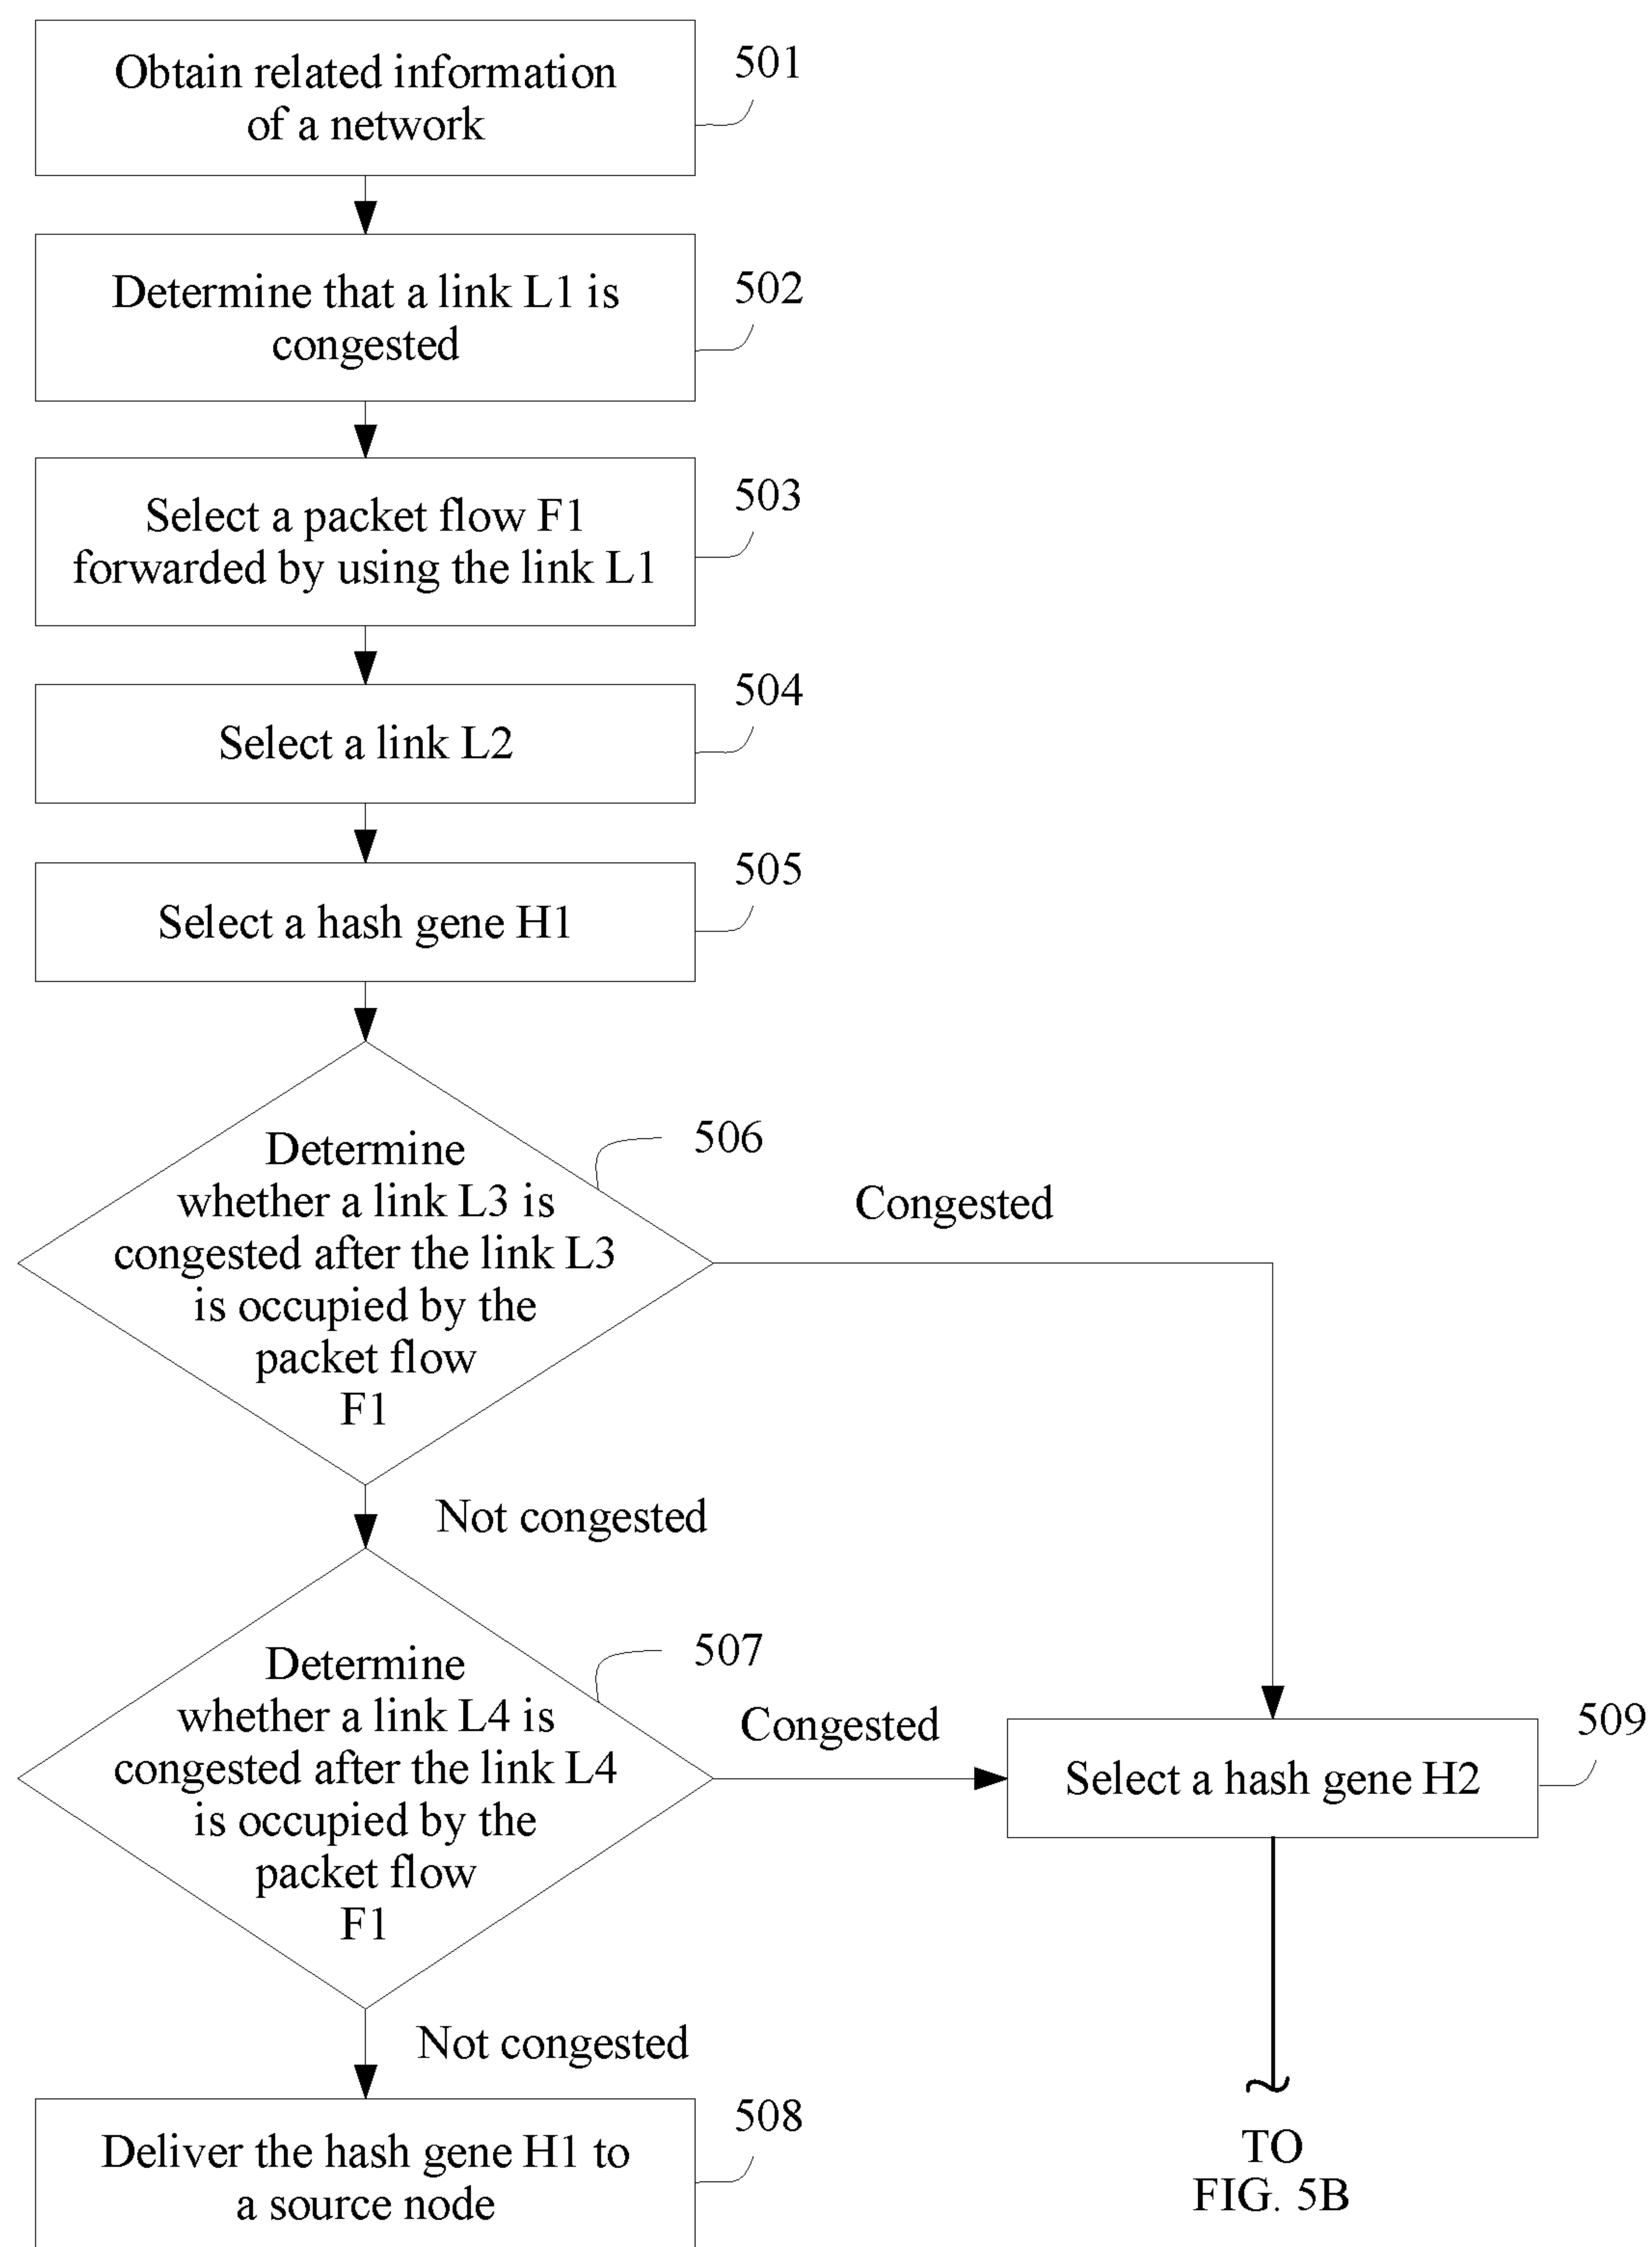 Obtain related information
of a network
501
Determine that a link L1 is
congested
502
Select a packet flow F1
forwarded by using the link L1
503
Select a link L2
504
Select a hash gene H1
505
Determine
whether a link L3 is
congested after the link L3
is occupied by the
packet flow
F1
506
Congested
Not congested
Determine
whether a link L4 is
congested after the link L4
is occupied by the
packet flow
F1
507
Congested
Select a hash gene H2
509
Not congested
Deliver the hash gene H1 to
a source node
508
TO
FIG. 5B